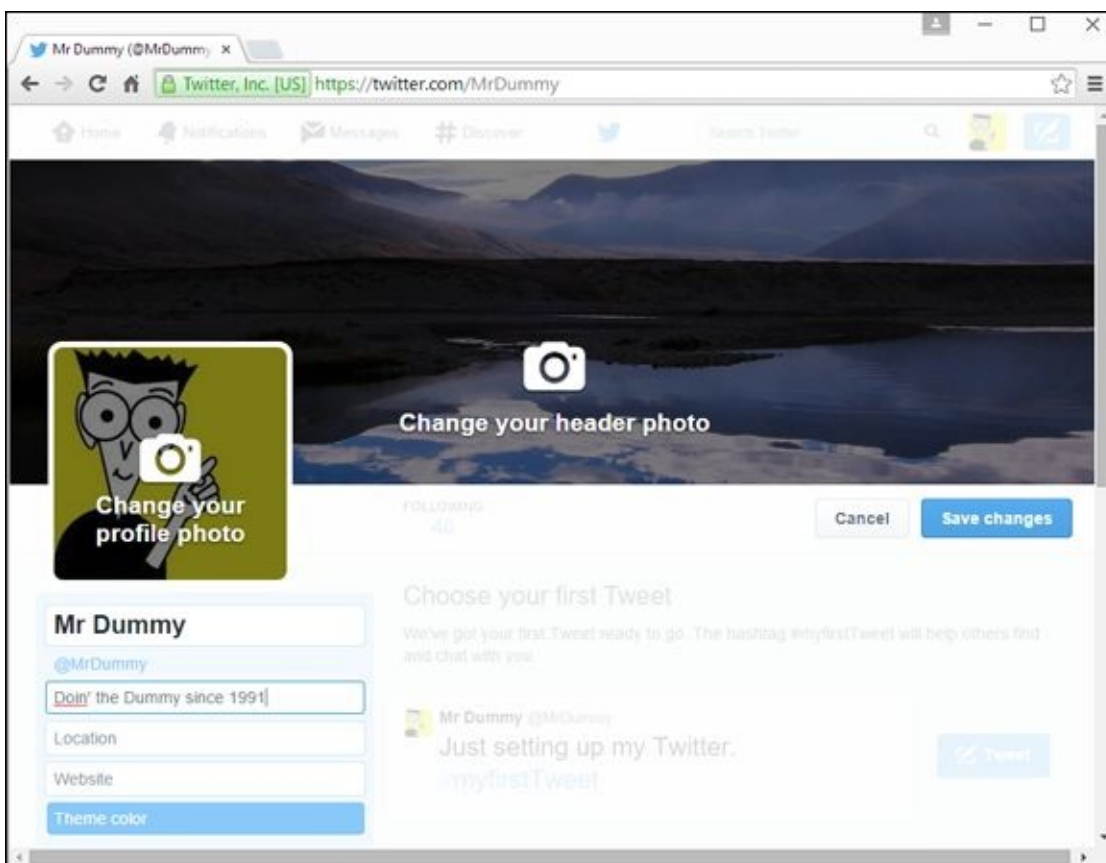 Mr Dummy (@MrDummy
Twitter, Inc. [US] https://twitter.com/MrDummy
Home Notifications Messages # Discover Search Twitter
Change your header photo
Change your
profile photo
FOLLOWING
40
Cancel Save changes
Choose your first Tweet
We've got your first Tweet ready to go. The hashtag #myfirstTweet will help others find
and chat with you.
Mr Dummy
@MrDummy
Doin' the Dummy since 1991
Location
Website
Theme color
Mr Dummy @MrDummy
Just setting up my Twitter.
#myfirstTweet
Tweet